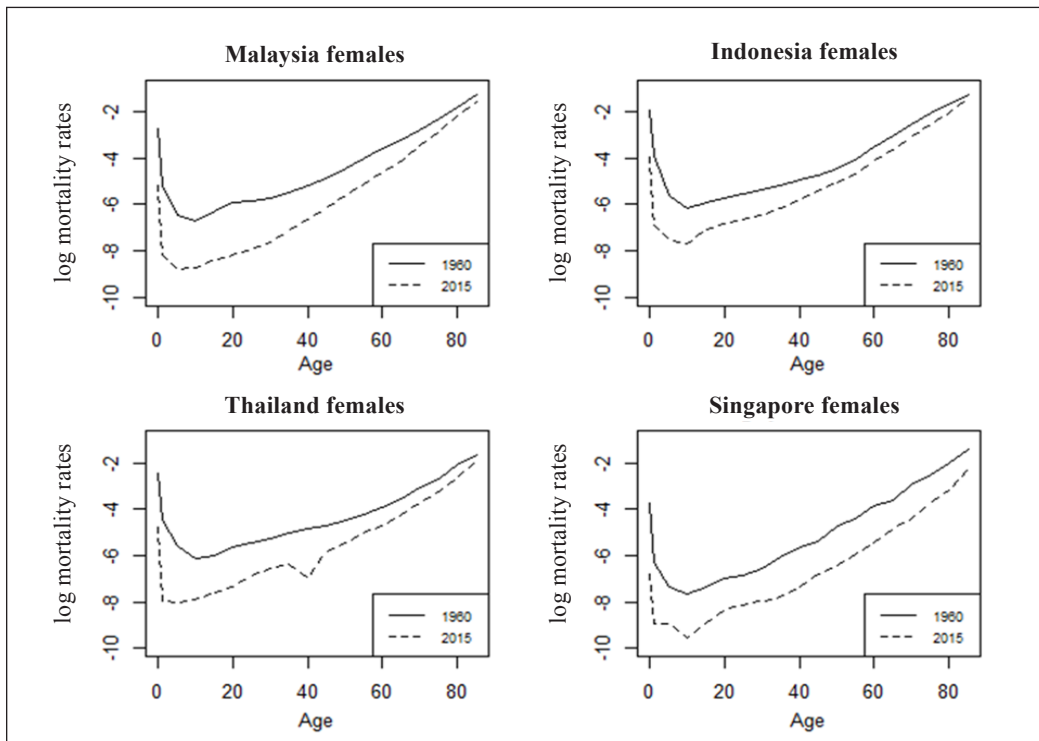 Malaysia females
log mortality rates
-2
-4
-6
-8
-10
0 20 40 60 80
Age
1960
2015
Indonesia females
log mortality rates
-2
-4
-6
-8
-10
0 20 40 60 80
Age
1960
2015
Thailand females
log mortality rates
-2
-4
-6
-8
-10
0 20 40 60 80
Age
1960
2015
Singapore females
log mortality rates
-2
-4
-6
-8
-10
0 20 40 60 80
Age
1960
2015